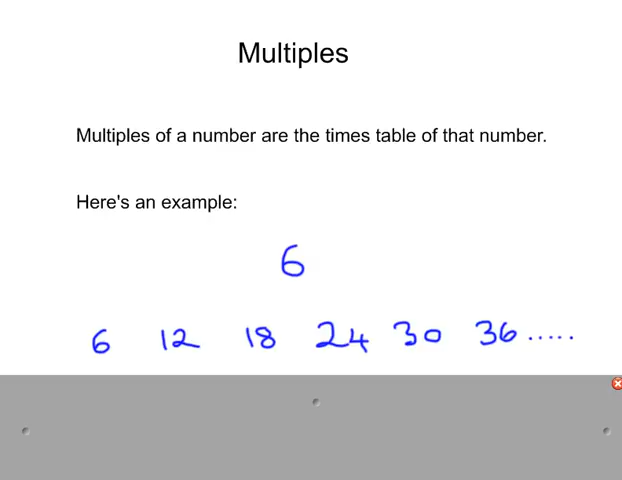 Multiples
Multiples of a number are the times table of that number.
Here's an example:
6
6 12 18 24 30 36 .....